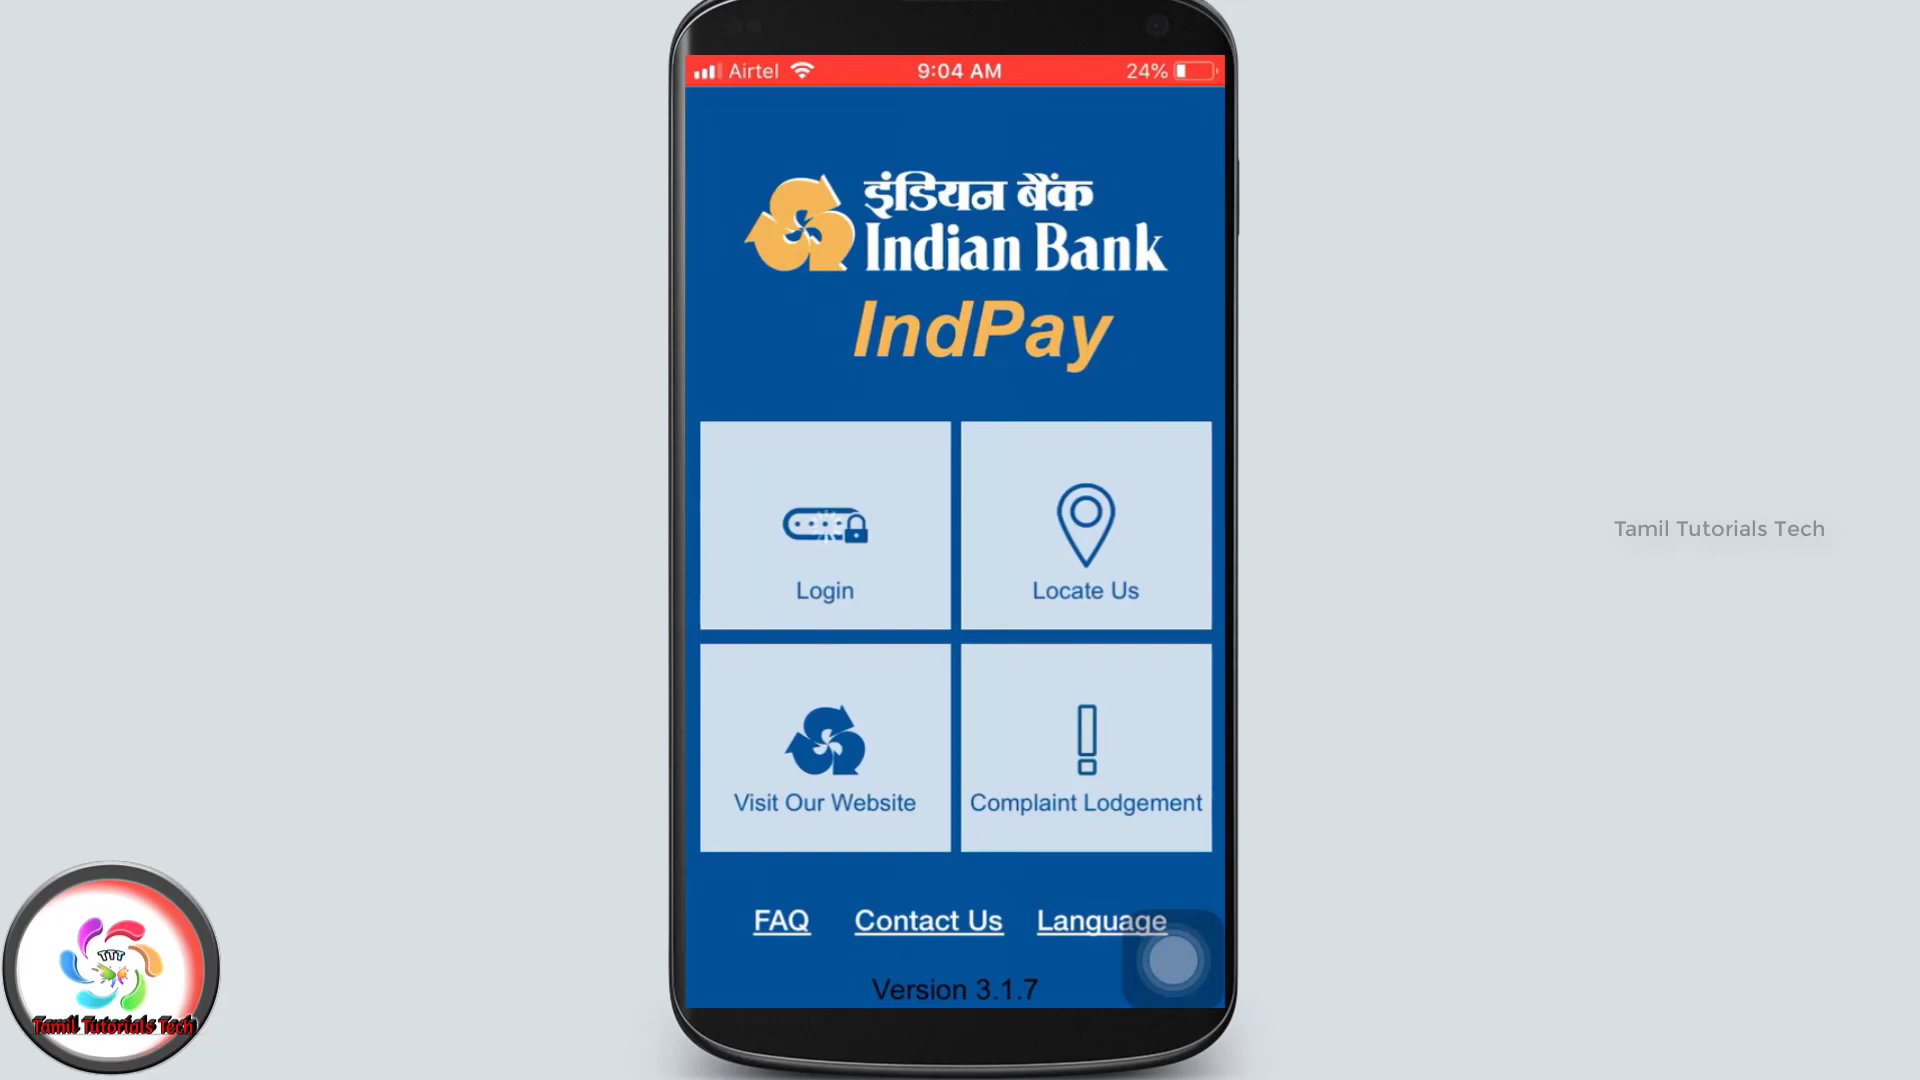 Airtel 9:04 AM 24%
इंडियन बैंक
Indian Bank
IndPay
Login
Locate Us
Visit Our Website
Complaint Lodgement
FAQ Contact Us Language
Version 3.1.7
Tamil Tutorials Tech
TTT
Tamil Tutorials Tech